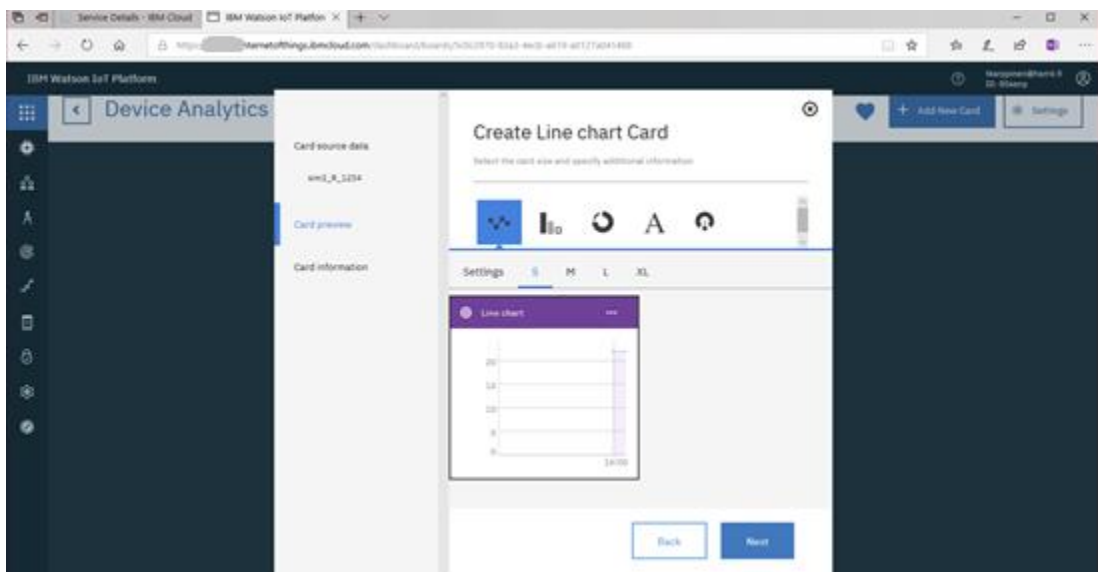 Service Details - IBM Cloud
IBM Watson IoT Platfor
internetofthings.ibmcloud.com
IBM Watson IoT Platform
Device Analytics
+ Add New Card
Settings
Card source data
Card preview
Card information
Create Line chart Card
Select the card size and specify additional information
Settings S M L XL
Line chart
20
15
10
5
0
Back
Next